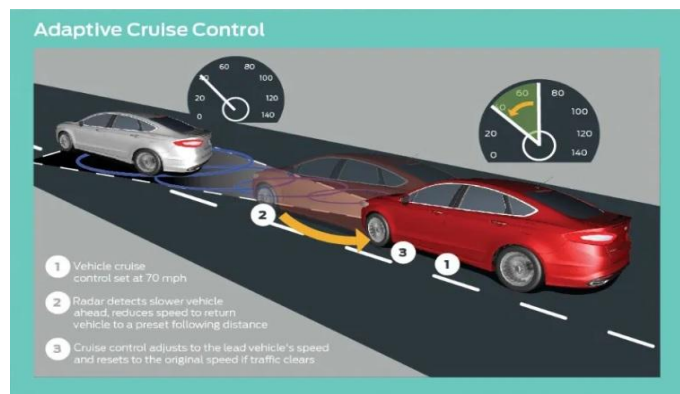 Adaptive Cruise Control
60 80
40 100
20 120
0 140
60 80
40 100
20 120
0 140
2
3
1
1 Vehicle cruise
control set at 70 mph
2 Radar detects slower vehicle
ahead, reduces speed to return
vehicle to a preset following distance
3 Cruise control adjusts to the lead vehicle's speed
and resets to the original speed if traffic clears